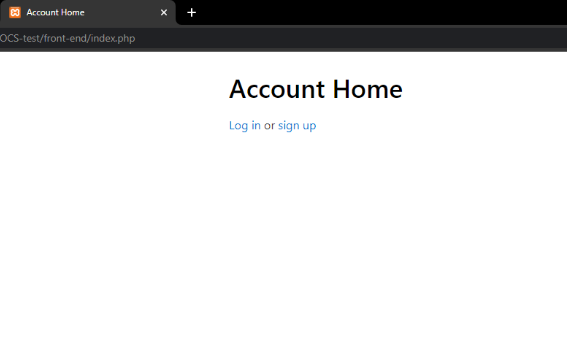 Account Home
OCS-test/front-end/index.php
Account Home
Log in or sign up